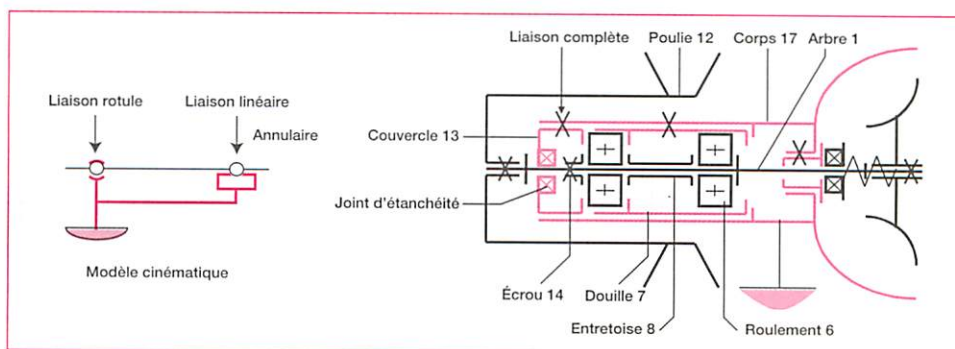 Liaison rotule
Liaison linéaire
Annulaire
Modèle cinématique
Liaison complète
Poulie 12
Corps 17
Arbre 1
Couvercle 13
Joint d'étanchéité
Écrou 14
Douille 7
Entretoise 8
Roulement 6